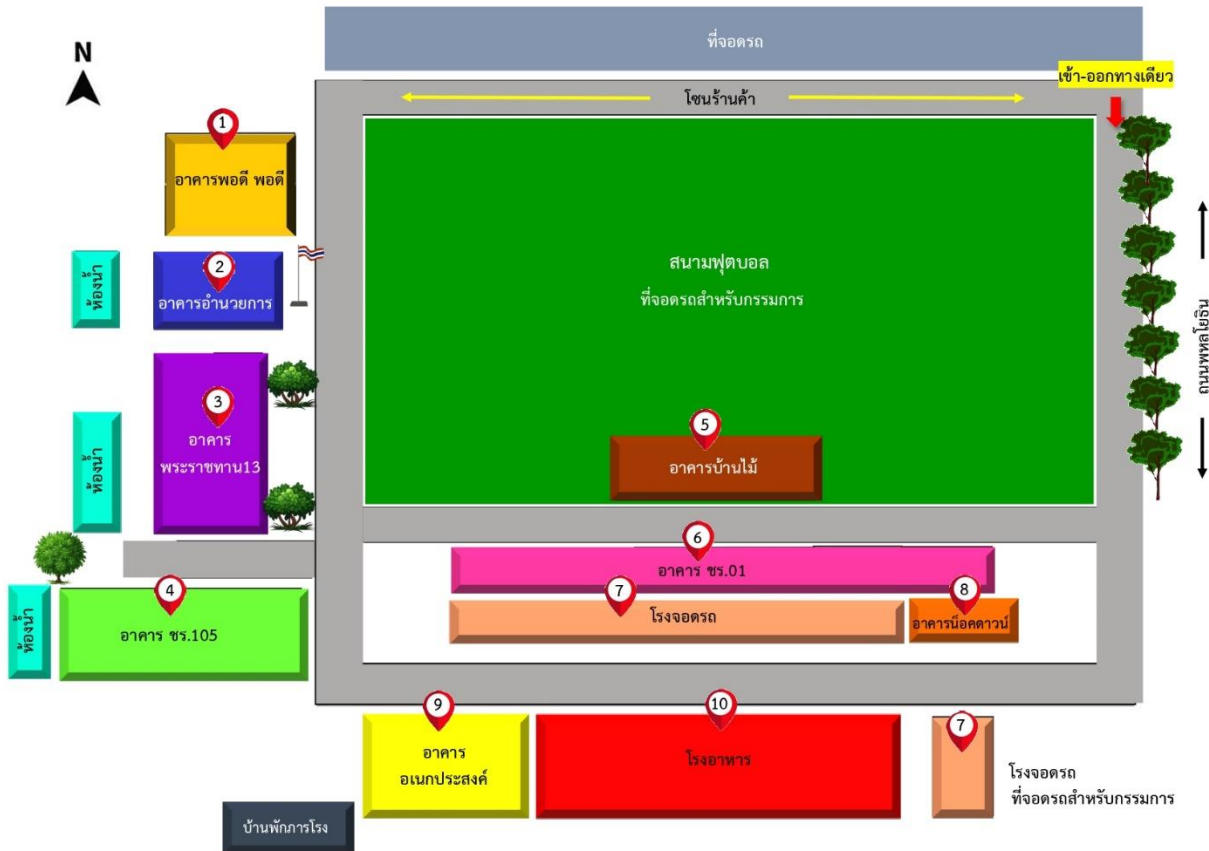 ที่จอดรถ
N
เข้า-ออกทางเดียว
โซนร้านค้า
1
อาคารพอดี พอดี
สนามฟุตบอล
ที่จอดรถสำหรับกรรมการ
ถนนพหลโยธิน
ห้องน้ำ
2
อาคารอำนวยการ
3
อาคาร
พระราชทาน13
ห้องน้ำ
5
อาคารบ้านไม้
6
อาคาร ชร.01
7
โรงจอดรถ
8
อาคารน็อคดาวน์
4
อาคาร ชร.105
ห้องน้ำ
9
อาคาร
อเนกประสงค์
10
โรงอาหาร
7
โรงจอดรถ
ที่จอดรถสำหรับกรรมการ
บ้านพักภารโรง